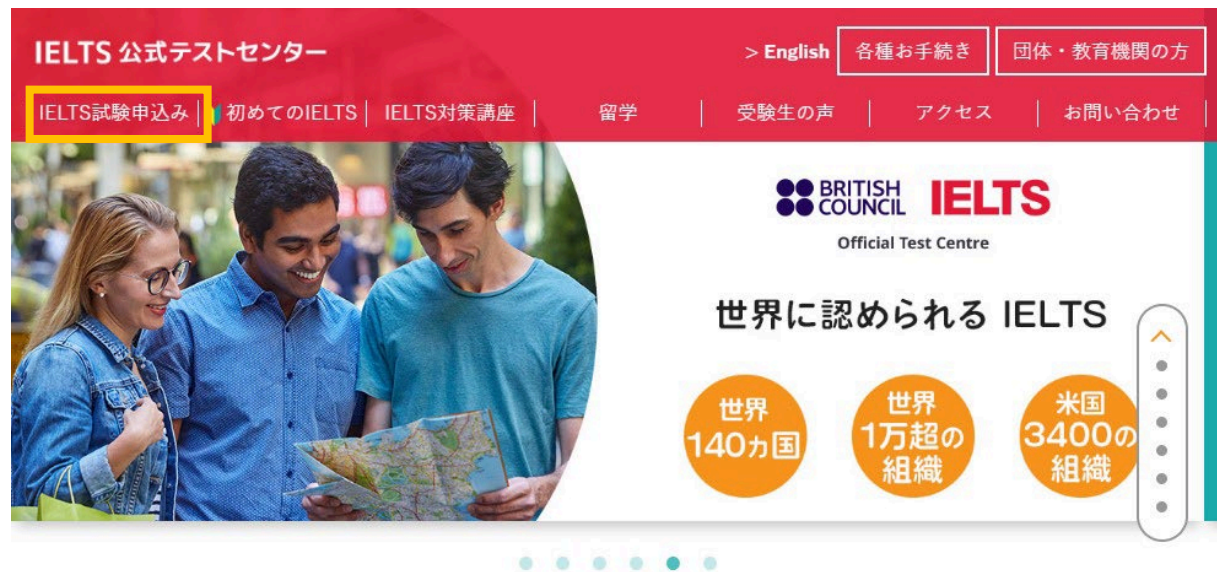 IELTS 公式テストセンター
> English
各種お手続き
団体・教育機関の方
IELTS試験申込み
初めてのIELTS
IELTS対策講座
留学
受験生の声
アクセス
お問い合わせ
BRITISH
COUNCIL
IELTS
Official Test Centre
世界に認められる IELTS
世界
140ヵ国
世界
1万超の
組織
米国
3400の
組織